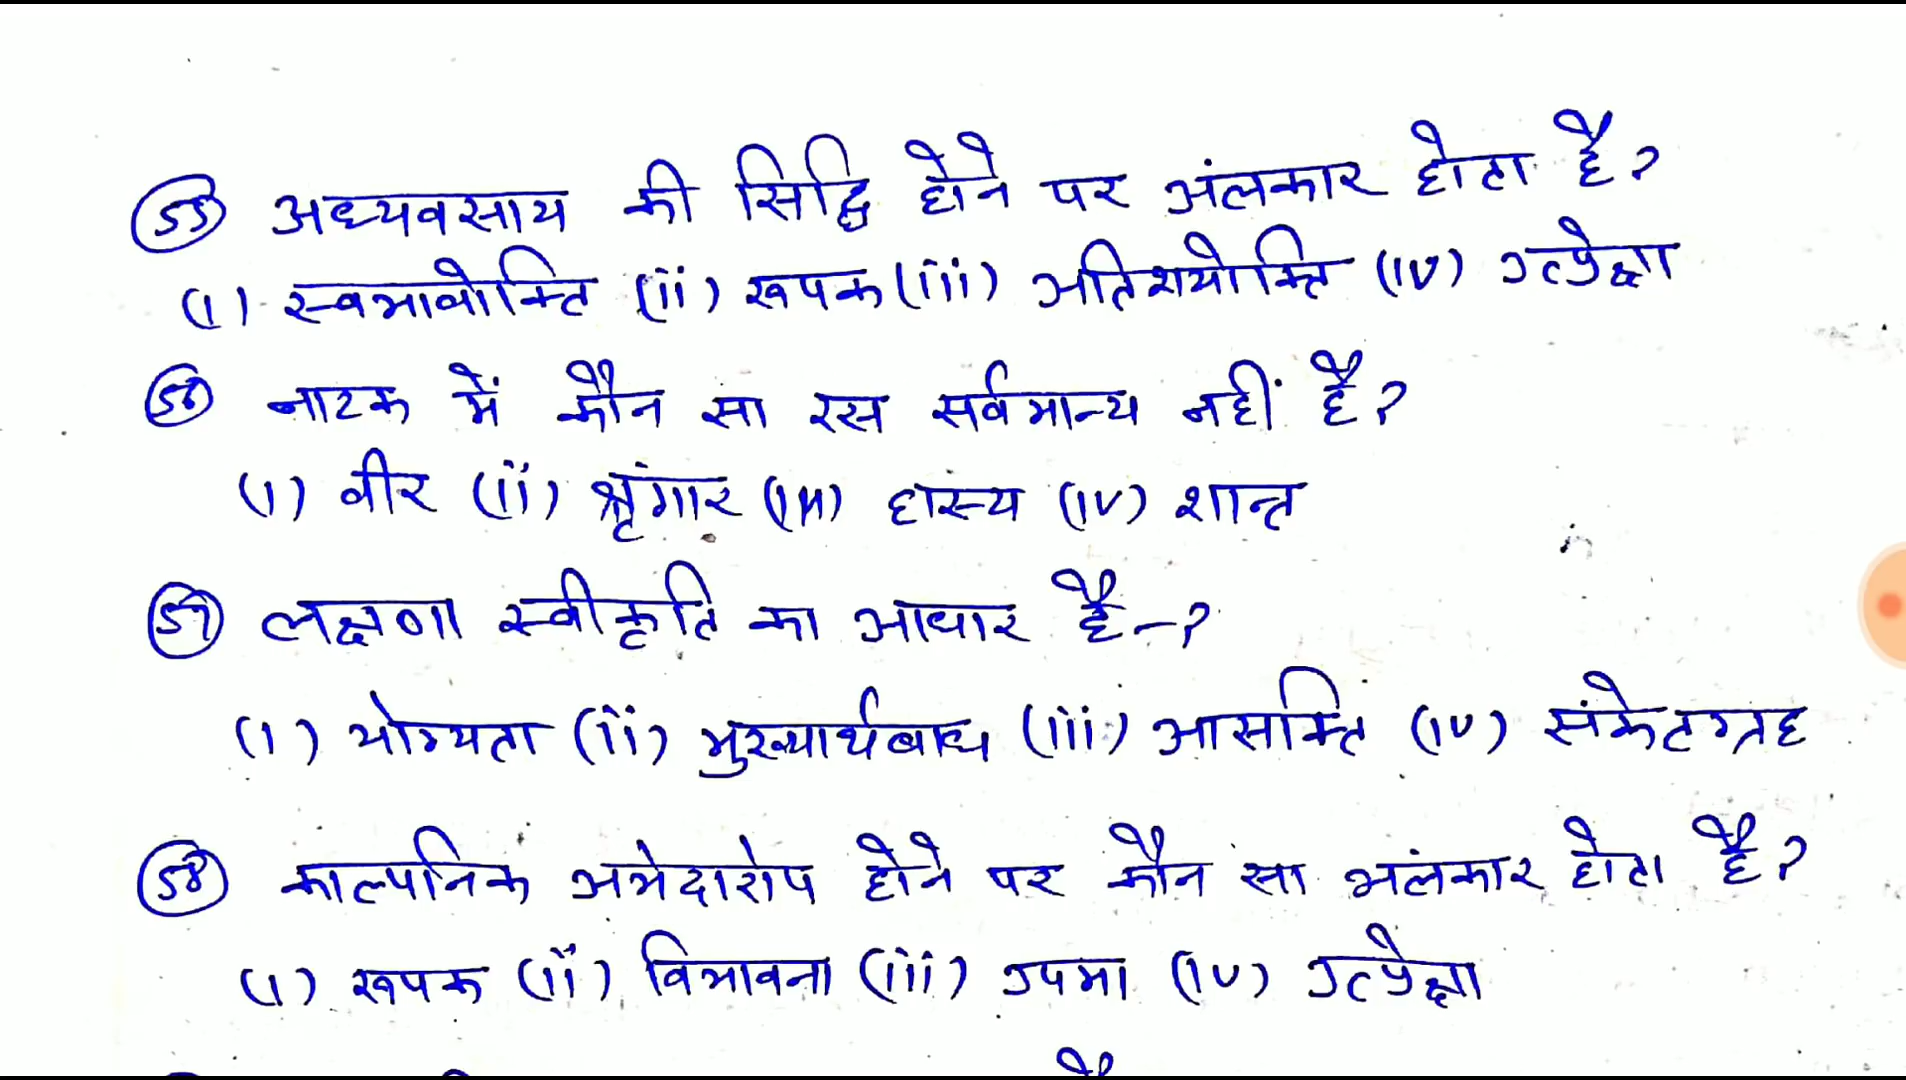 55 अध्यवसाय की सिद्धि होने पर अंलकार होता है?
(i) स्वभावोक्ति (ii) रूपक (iii) अतिशयोक्ति (iv) उत्प्रेक्षा
56 नाटक में कौन सा रस सर्वमान्य नहीं है?
(i) वीर (ii) श्रृंगार (iii) हास्य (iv) शान्त
57 लक्षणा स्वीकृति का आधार है-?
(i) योग्यता (ii) मुख्यार्थबाध (iii) आसक्ति (iv) संकेतग्रह
58 काल्पनिक अभेदारोप होने पर कौन सा अलंकार होता है?
(i) रूपक (ii) विभावना (iii) उपमा (iv) उत्प्रेक्षा